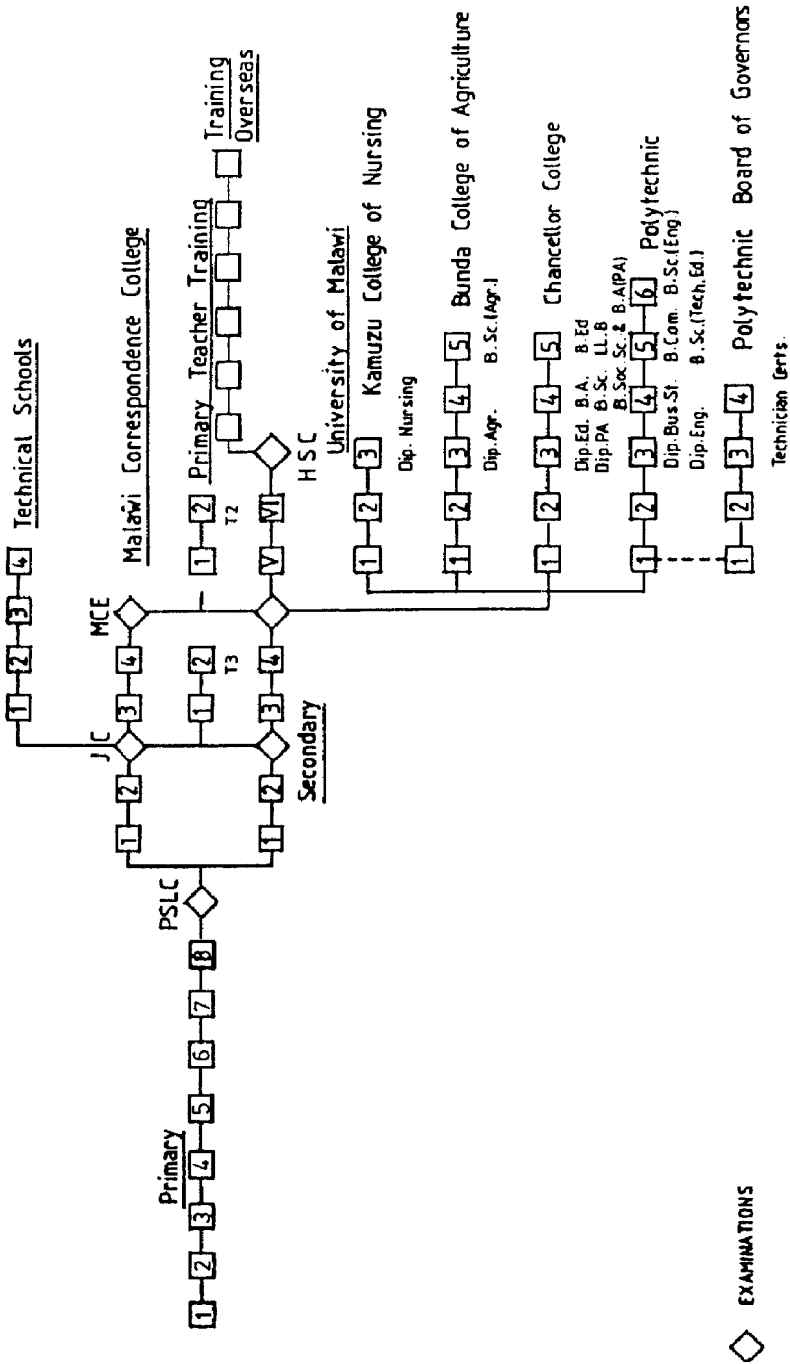 Technical Schools
1 2 3 4
Malawi Correspondence College
JC
MCE
1 2 3 4
Primary Teacher Training
Training
Overseas
Primary
1 2 3 4 5 6 7 8
PSLC
1 2
T3
1 2
T2
1 2 3 4 V VI
HSC
Secondary
University of Malawi
Kamuzu College of Nursing
1 2 3
Dip. Nursing
Bunda College of Agriculture
1 2 3 4 5
Dip. Agr. B. Sc.(Agr.)
Chancellor College
1 2 3 4 5
Dip.Ed. B.A. B.Ed
Dip.PA B.Sc. LL.B
B.Soc Sc. & B.A(PA)
Polytechnic
1 2 3 4 5 6
Dip.Bus St. B.Com. B.Sc.(Eng.)
Dip.Eng. B.Sc.(Tech.Ed.)
Polytechnic Board of Governors
1 2 3 4
Technician Certs.
EXAMINATIONS